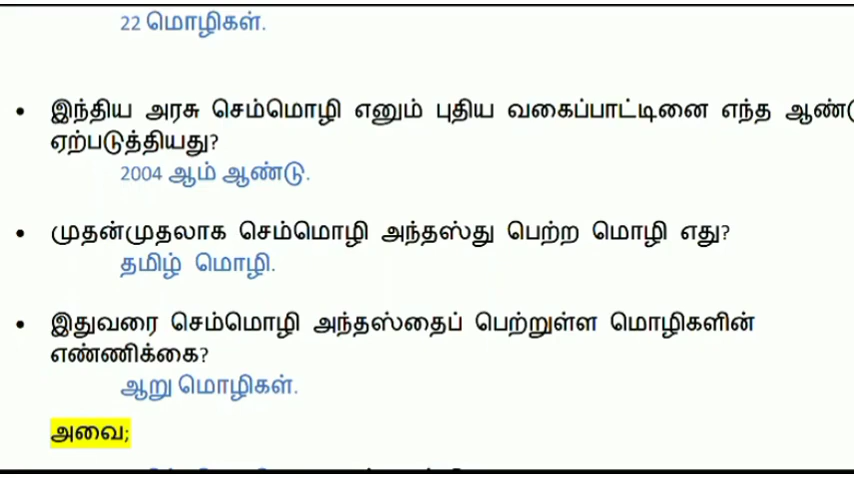 22 மொழிகள்.
• இந்திய அரசு செம்மொழி எனும் புதிய வகைப்பாட்டினை எந்த
ஏற்படுத்தியது?
2004 ஆம் ஆண்டு.
• முதன்முதலாக செம்மொழி அந்தஸ்து பெற்ற மொழி எது?
தமிழ் மொழி.
• இதுவரை செம்மொழி அந்தஸ்தைப் பெற்றுள்ள மொழிகளின்
எண்ணிக்கை?
ஆறு மொழிகள்.
அவை;